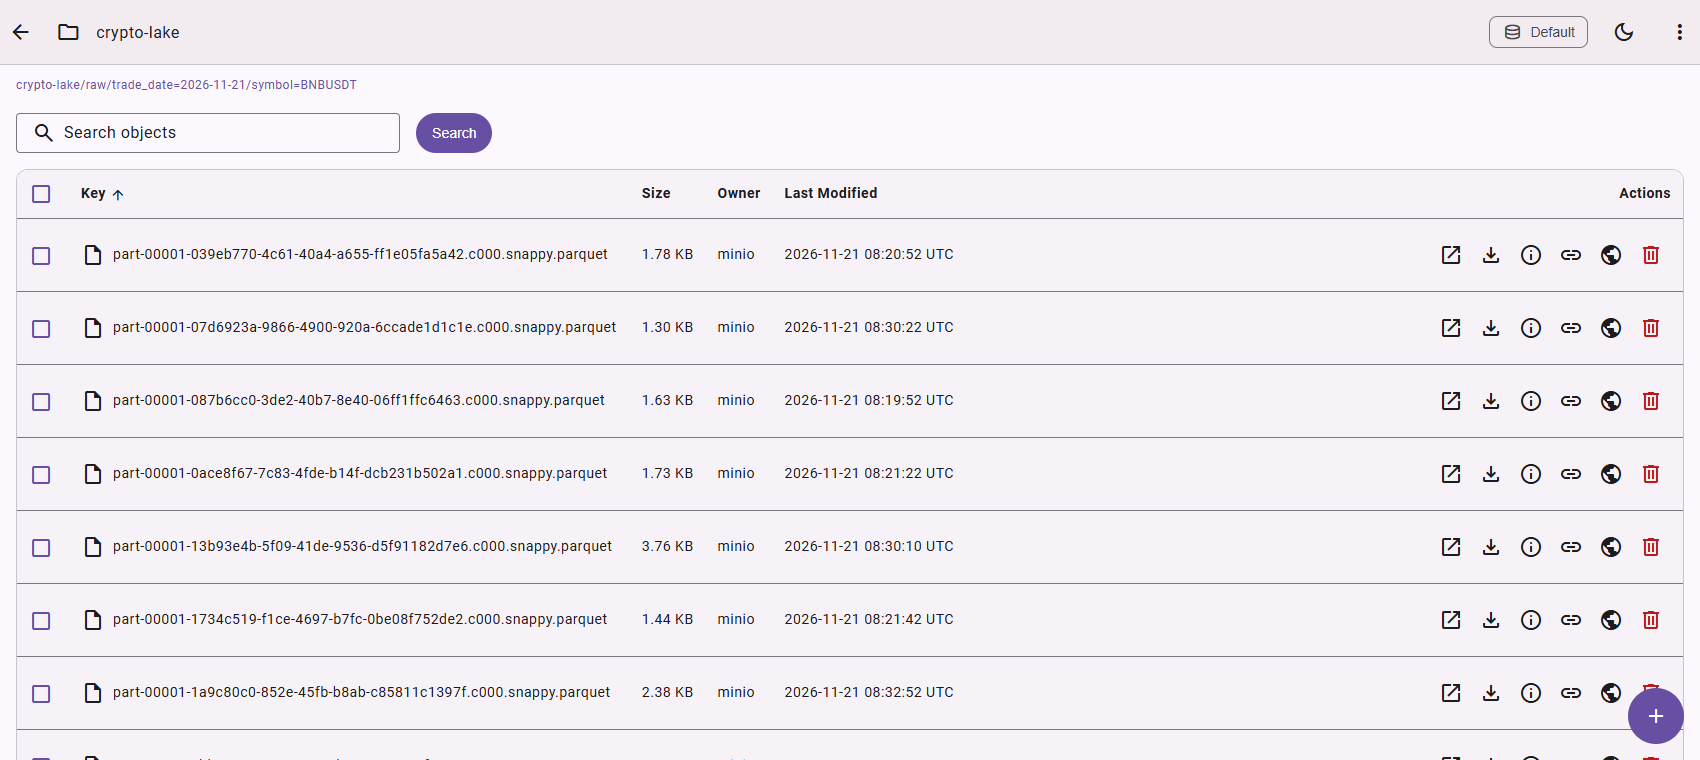 crypto-lake
Default
crypto-lake/raw/trade_date=2026-11-21/symbol=BNBUSDT
Search objects
Search
Key Size Owner Last Modified Actions
part-00001-039eb770-4c61-40a4-a655-ff1e05fa5a42.c000.snappy.parquet 1.78 KB minio 2026-11-21 08:20:52 UTC
part-00001-07d6923a-9866-4900-920a-6ccade1d1c1e.c000.snappy.parquet 1.30 KB minio 2026-11-21 08:30:22 UTC
part-00001-087b6cc0-3de2-40b7-8e40-06ff1ffc6463.c000.snappy.parquet 1.63 KB minio 2026-11-21 08:19:52 UTC
part-00001-0ace8f67-7c83-4fde-b14f-dcb231b502a1.c000.snappy.parquet 1.73 KB minio 2026-11-21 08:21:22 UTC
part-00001-13b93e4b-5f09-41de-9536-d5f91182d7e6.c000.snappy.parquet 3.76 KB minio 2026-11-21 08:30:10 UTC
part-00001-1734c519-f1ce-4697-b7fc-0be08f752de2.c000.snappy.parquet 1.44 KB minio 2026-11-21 08:21:42 UTC
part-00001-1a9c80c0-852e-45fb-b8ab-c85811c1397f.c000.snappy.parquet 2.38 KB minio 2026-11-21 08:32:52 UTC